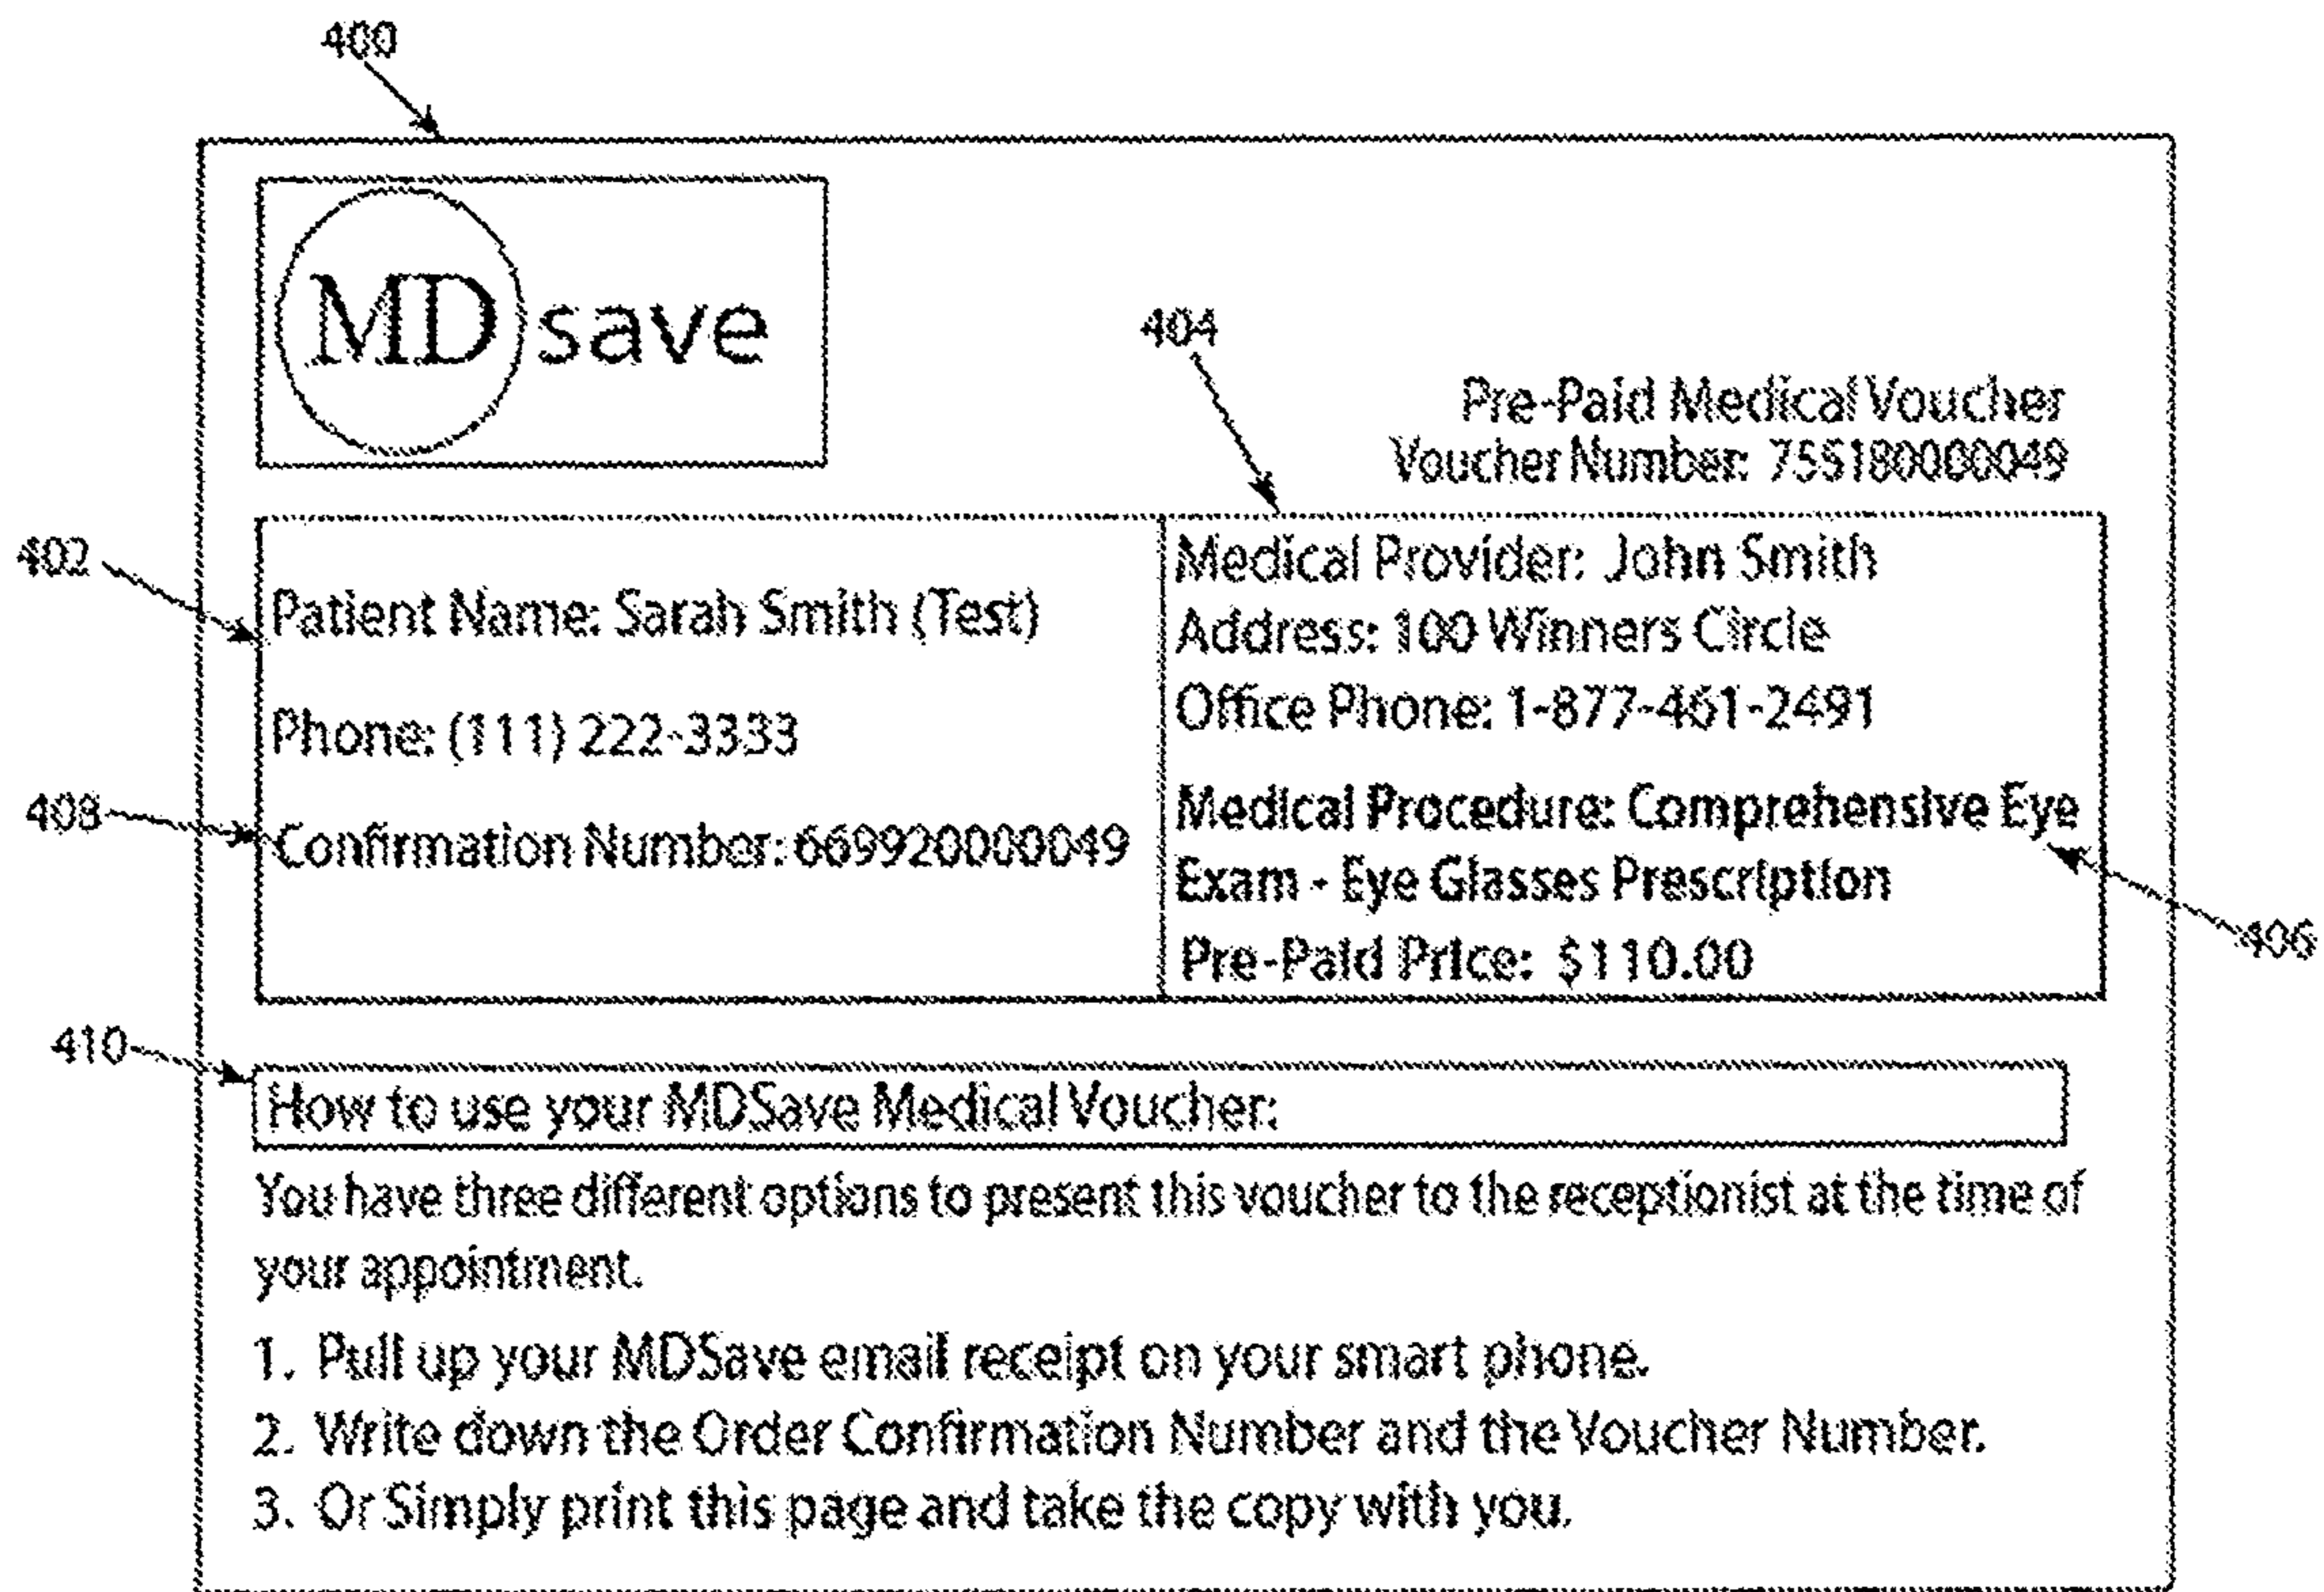 400
MD save
404
Pre-Paid Medical Voucher
Voucher Number: 755180000049
402
Patient Name: Sarah Smith (Test)
Phone: (111) 222-3333
408
Confirmation Number: 669920000049
Medical Provider: John Smith
Address: 100 Winners Circle
Office Phone: 1-877-461-2491
Medical Procedure: Comprehensive Eye
Exam - Eye Glasses Prescription
406
Pre-Paid Price: $110.00
410
How to use your MDSave Medical Voucher:
You have three different options to present this voucher to the receptionist at the time of
your appointment.
1. Pull up your MDSave email receipt on your smart phone.
2. Write down the Order Confirmation Number and the Voucher Number.
3. Or Simply print this page and take the copy with you.